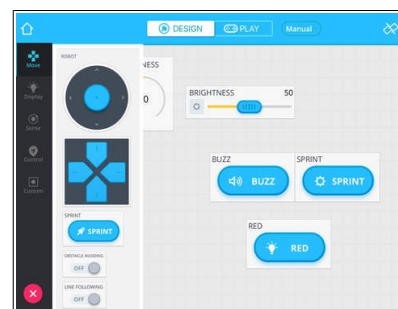 DESIGN PLAY Manual
Move
Display
Sense
Control
Custom
ROBOT
NESS
0
BRIGHTNESS 50
BUZZ SPRINT
BUZZ SPRINT
RED
RED
SPRINT
SPRINT
OBSTACLE AVOIDING
OFF
LINE FOLLOWING
OFF